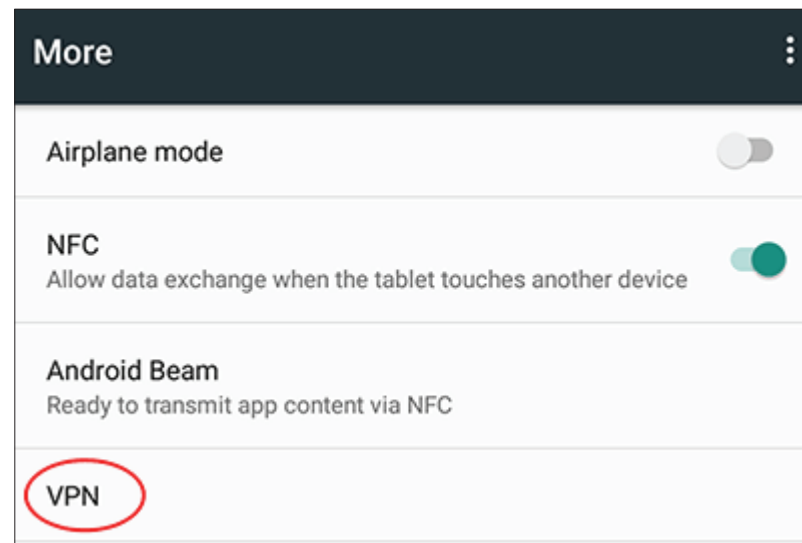 More
Airplane mode
NFC
Allow data exchange when the tablet touches another device
Android Beam
Ready to transmit app content via NFC
VPN